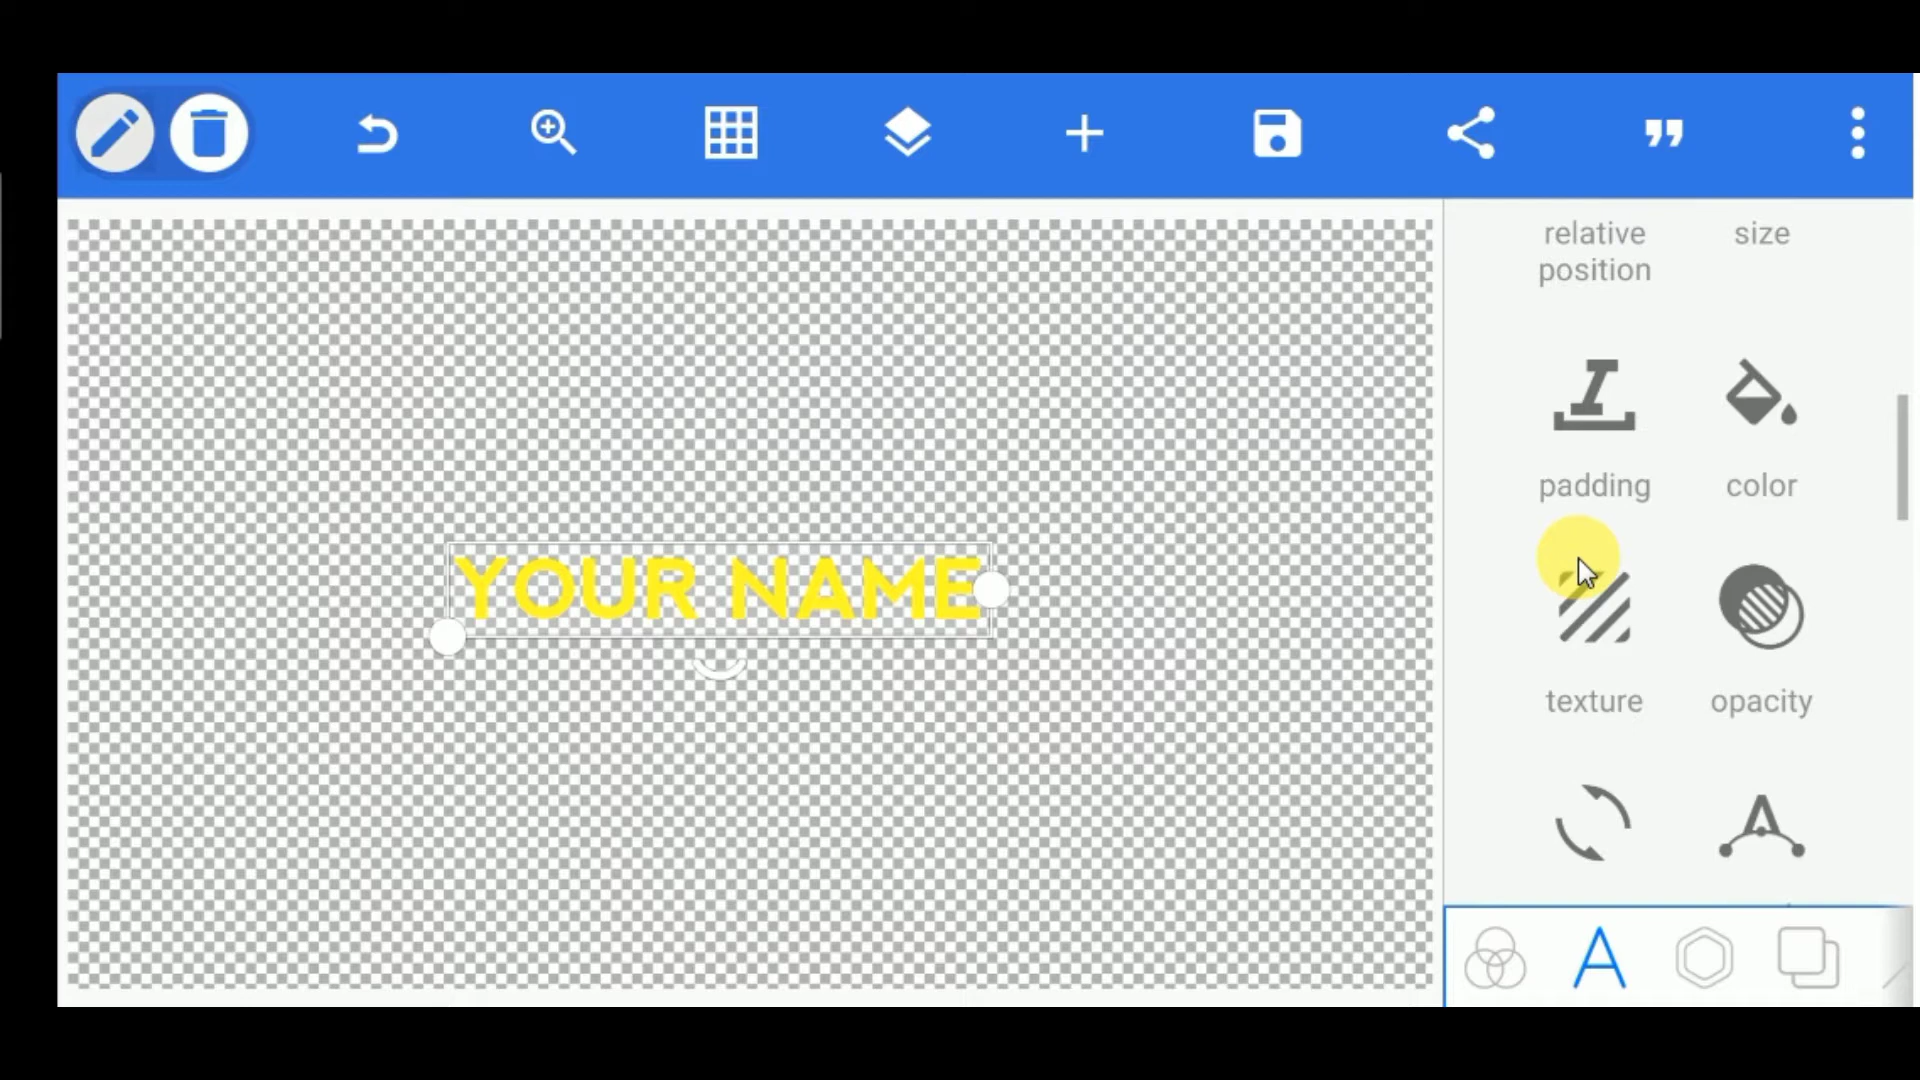 relative
position
size
padding
color
YOUR NAME
texture
opacity